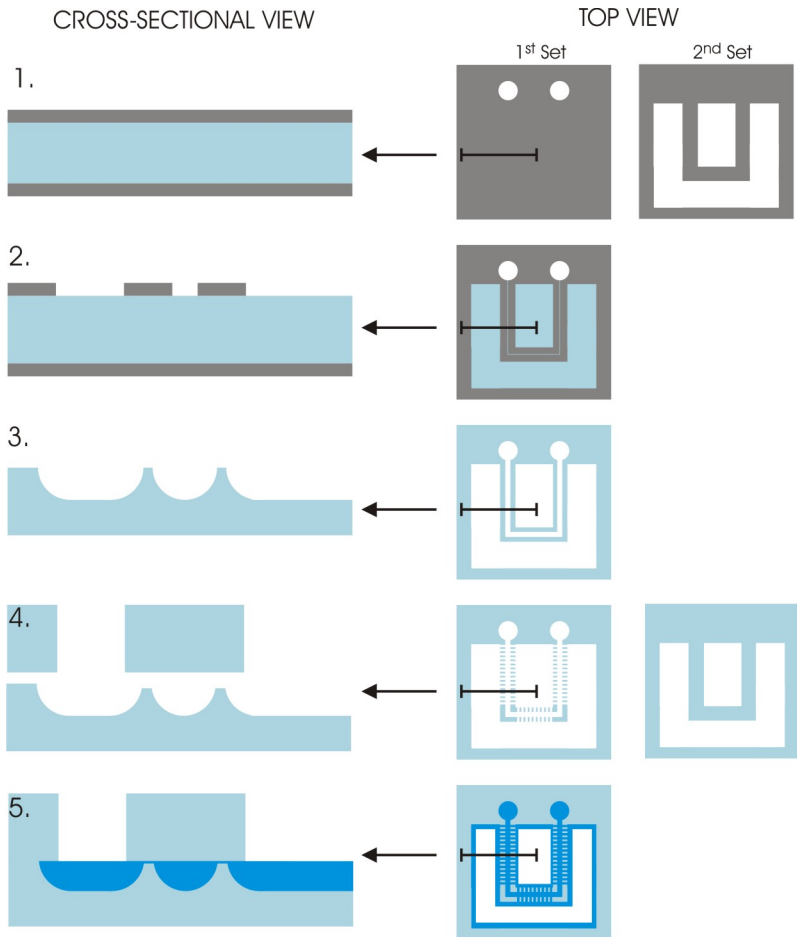 CROSS-SECTIONAL VIEW
TOP VIEW
1st Set
2nd Set
1.
2.
3.
4.
5.